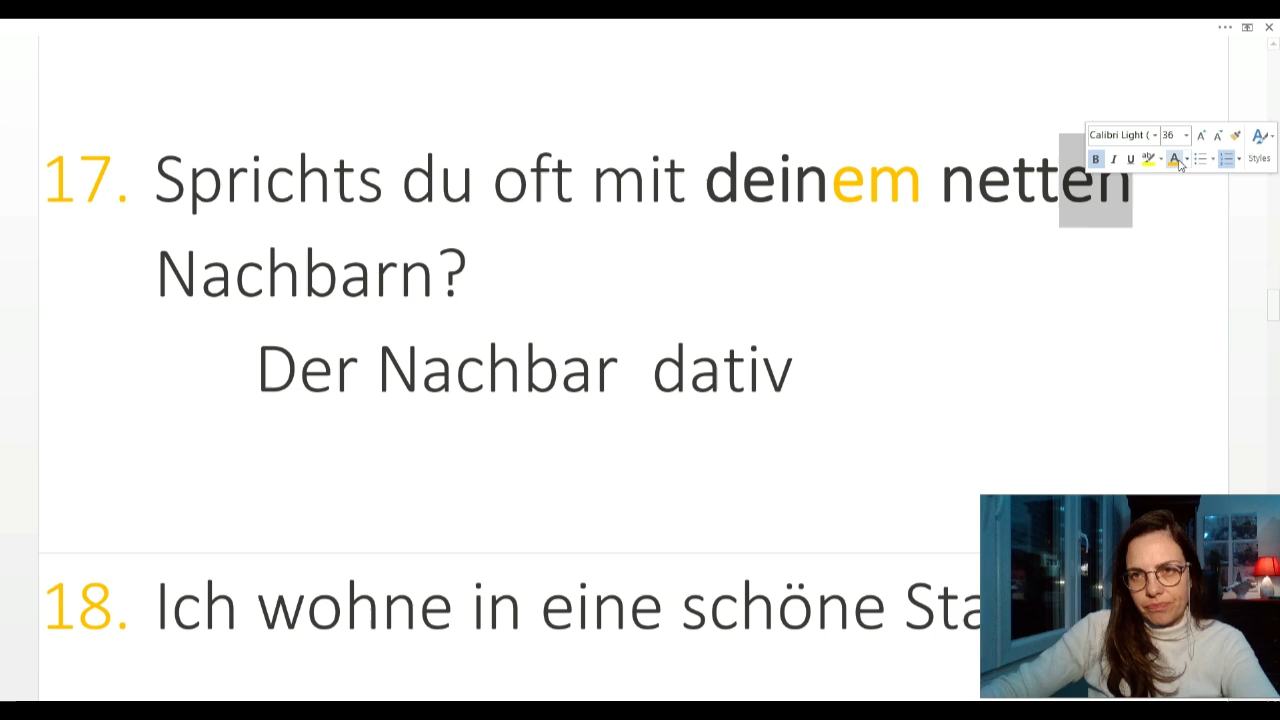 Calibri Light ( 36
Styles
17. Sprichts du oft mit deinem netten
Nachbarn?
Der Nachbar dativ
18. Ich wohne in eine schöne